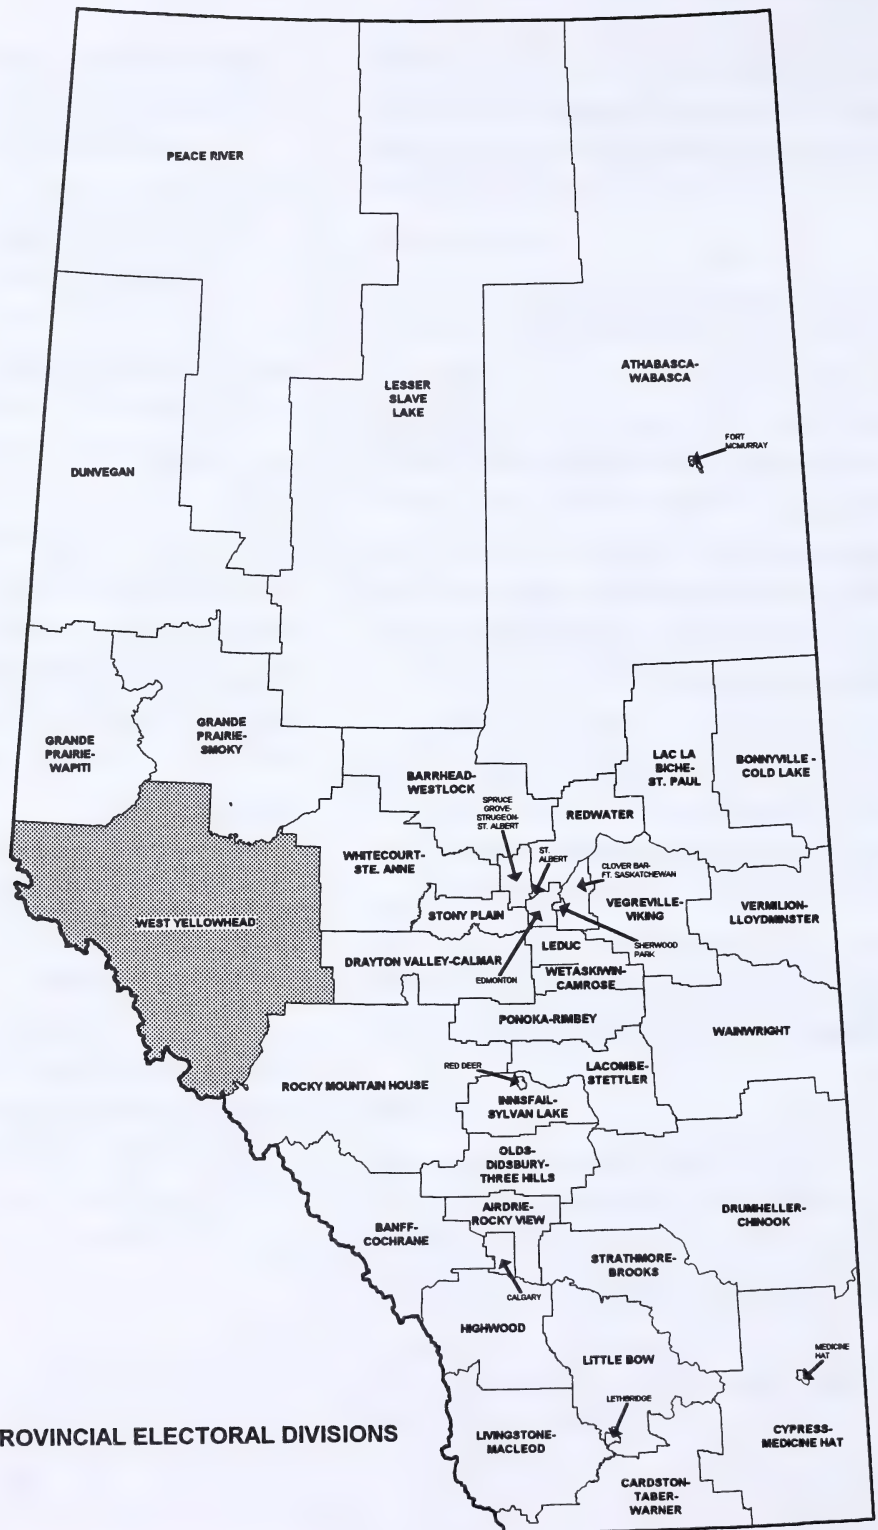 PEACE RIVER
ATHABASCA-
WABASCA
LESSER
SLAVE
LAKE
FORT
MCMURRAY
DUNVEGAN
GRANDE
PRAIRIE-
SMOKY
GRANDE
PRAIRIE-
WAPITI
LAC LA
BICHE-
ST. PAUL
BONNYVILLE -
COLD LAKE
BARRHEAD-
WESTLOCK
SPRUCE
GROVE-
STRUGEON-
ST. ALBERT
REDWATER
ST.
ALBERT
WHITECOURT-
STE. ANNE
CLOVER BAR-
FT. SASKATCHEWAN
VEGREVILLE-
VIKING
VERMILION-
LLOYDMINSTER
STONY PLAIN
WEST YELLOWHEAD
LEDUC
SHERWOOD
PARK
DRAYTON VALLEY-CALMAR
EDMONTON
WETASKIWIN-
CAMROSE
PONOKA-RIMBEY
WAINWRIGHT
RED DEER
LACOMBE-
STETTLER
ROCKY MOUNTAIN HOUSE
INNISFAIL-
SYLVAN LAKE
OLDS-
DIDSBURY-
THREE HILLS
AIRDRIE-
ROCKY VIEW
DRUMHELLER-
CHINOOK
BANFF-
COCHRANE
STRATHMORE-
BROOKS
CALGARY
HIGHWOOD
LITTLE BOW
MEDICINE
HAT
LETHBRIDGE
ROVINCIAL ELECTORAL DIVISIONS
LIVINGSTONE-
MACLEOD
CYPRESS-
MEDICINE HAT
CARDSTON-
TABER-
WARNER